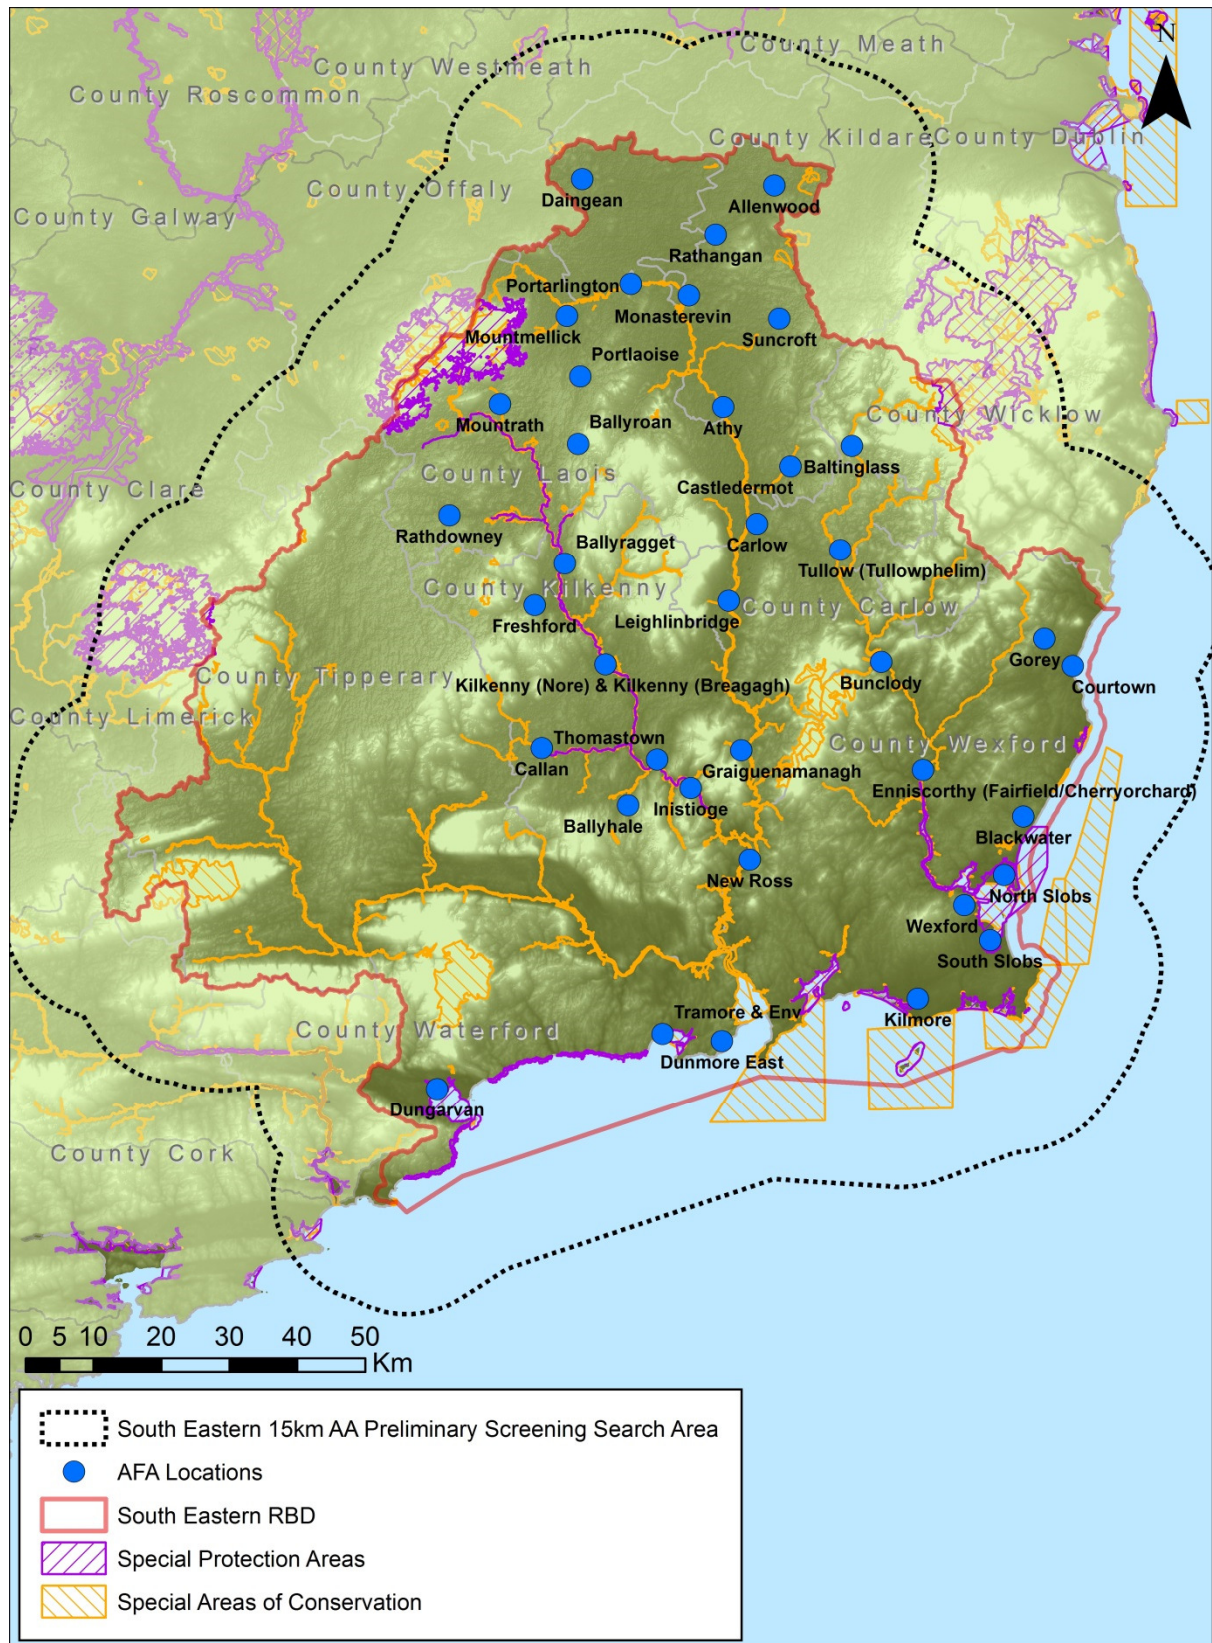 N
County Meath
County Westmeath
County Roscommon
County Kildare
County Dublin
County Offaly
Daingean
Allenwood
County Galway
Rathangan
Portarlington
Monasterevin
Mountmellick
Suncroft
Portlaoise
Mountrath
Ballyroan
Athy
County Wicklow
County Laois
Baltinglass
Castledermot
County Clare
Rathdowney
Ballyragget
Carlow
Tullow (Tullowphelim)
County Kilkenny
Freshford
Leighlinbridge
County Carlow
Gorey
County Tipperary
Kilkenny (Nore) & Kilkenny (Breagagh)
Bunclody
Courtown
County Limerick
Thomastown
County Wexford
Callan
Graiguenamanagh
Enniscorthy (Fairfield/Cherryorchard)
Inistioge
Ballyhale
Blackwater
New Ross
North Slobs
Wexford
South Slobs
Tramore & Env
Kilmore
County Waterford
Dunmore East
Dungarvan
County Cork
0 5 10 20 30 40 50
Km
South Eastern 15km AA Preliminary Screening Search Area
AFA Locations
South Eastern RBD
Special Protection Areas
Special Areas of Conservation